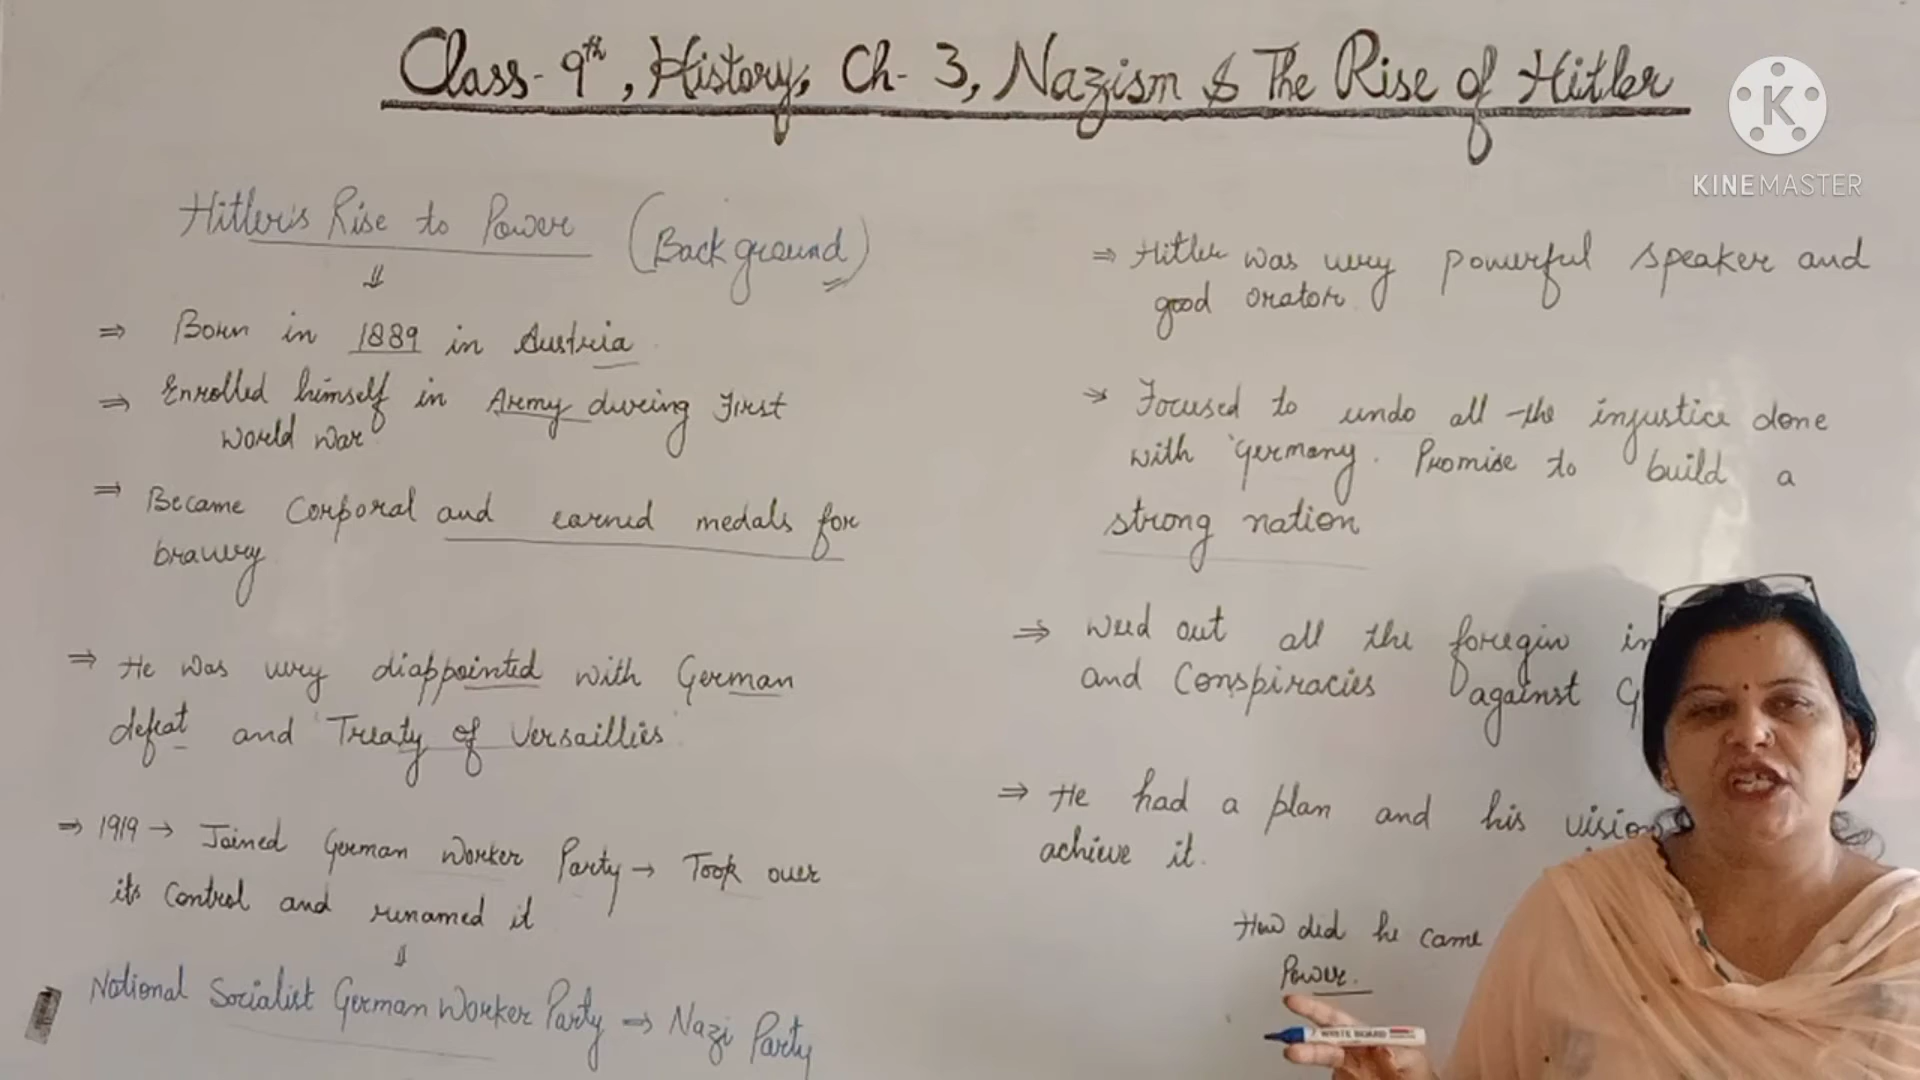 Class- 9th, History, Ch- 3, Nazism & The Rise of Hitler
KINEMASTER
Hitler's Rise to Power (Background)
⇒ Born in 1889 in Austria
⇒ Enrolled himself in Army during First
World War
⇒ Became Corporal and earned medals for
bravery
⇒ He was very diappointed with German
defeat and "Treaty of Versaillies"
⇒ 1919 → Joined German Worker Party → Took over
its control and renamed it
National Socialist German Worker Party ⇒ Nazi Party
⇒ Hitler was very powerful speaker and
good orator.
→ Focused to undo all the injustice done
with Germany. Promise to build a
strong nation
⇒ Weed out all the foregin
and Conspiracies against
⇒ He had a plan and his vision
achieve it.
How did he came
Power.
WRITE BOARD